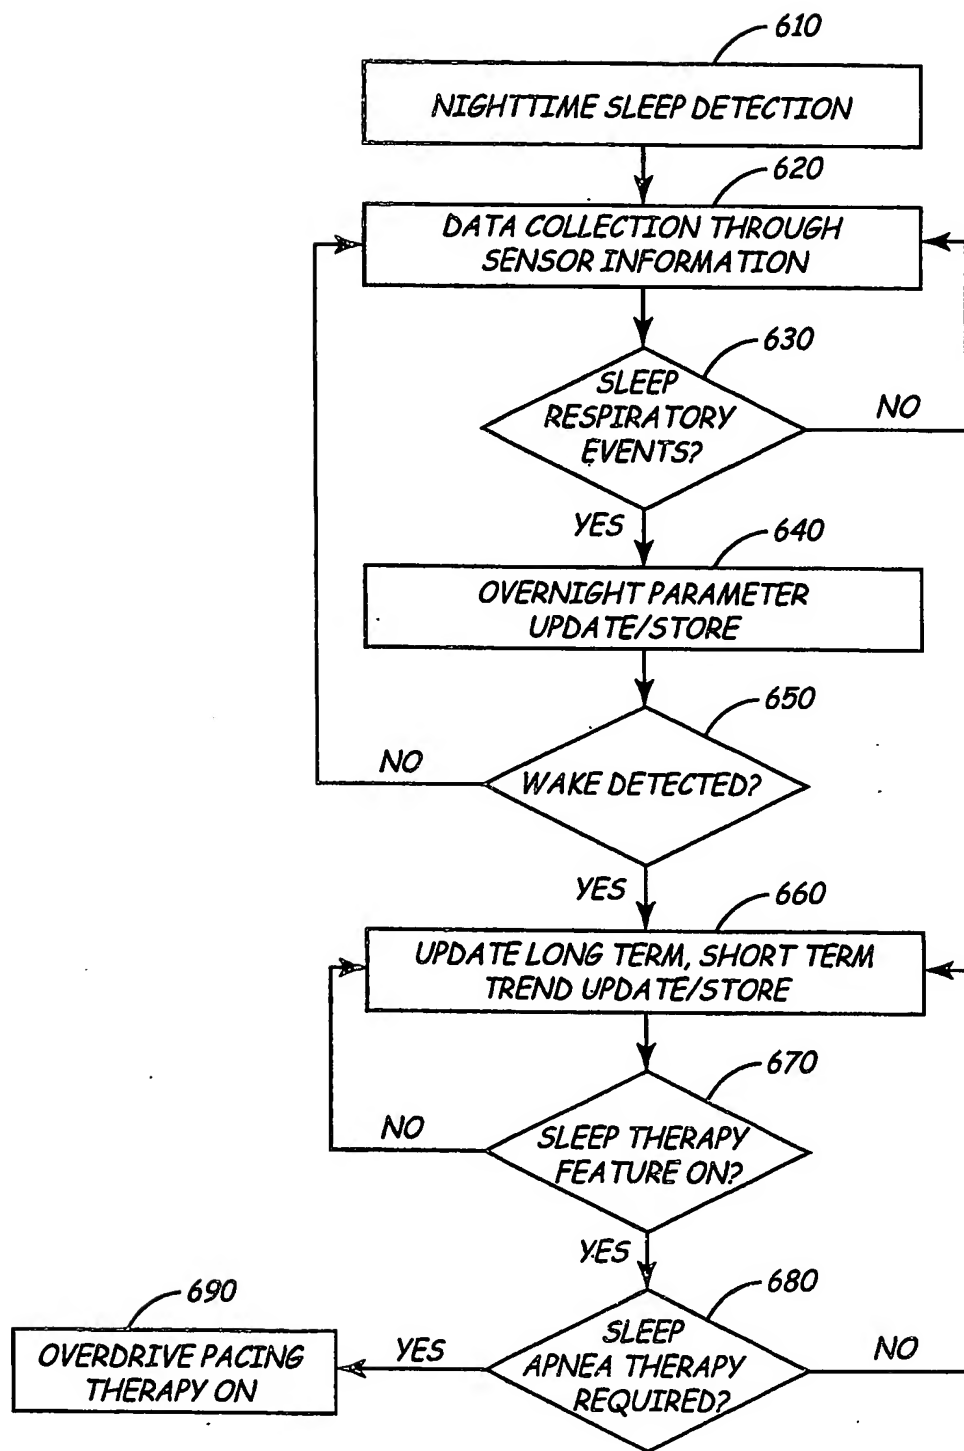 610
NIGHTTIME SLEEP DETECTION
620
DATA COLLECTION THROUGH
SENSOR INFORMATION
630
SLEEP
RESPIRATORY
EVENTS?
NO
YES
640
OVERNIGHT PARAMETER
UPDATE/STORE
650
NO
WAKE DETECTED?
YES
660
UPDATE LONG TERM, SHORT TERM
TREND UPDATE/STORE
670
NO
SLEEP THERAPY
FEATURE ON?
YES
680
690
SLEEP
APNEA THERAPY
REQUIRED?
YES
NO
OVERDRIVE PACING
THERAPY ON